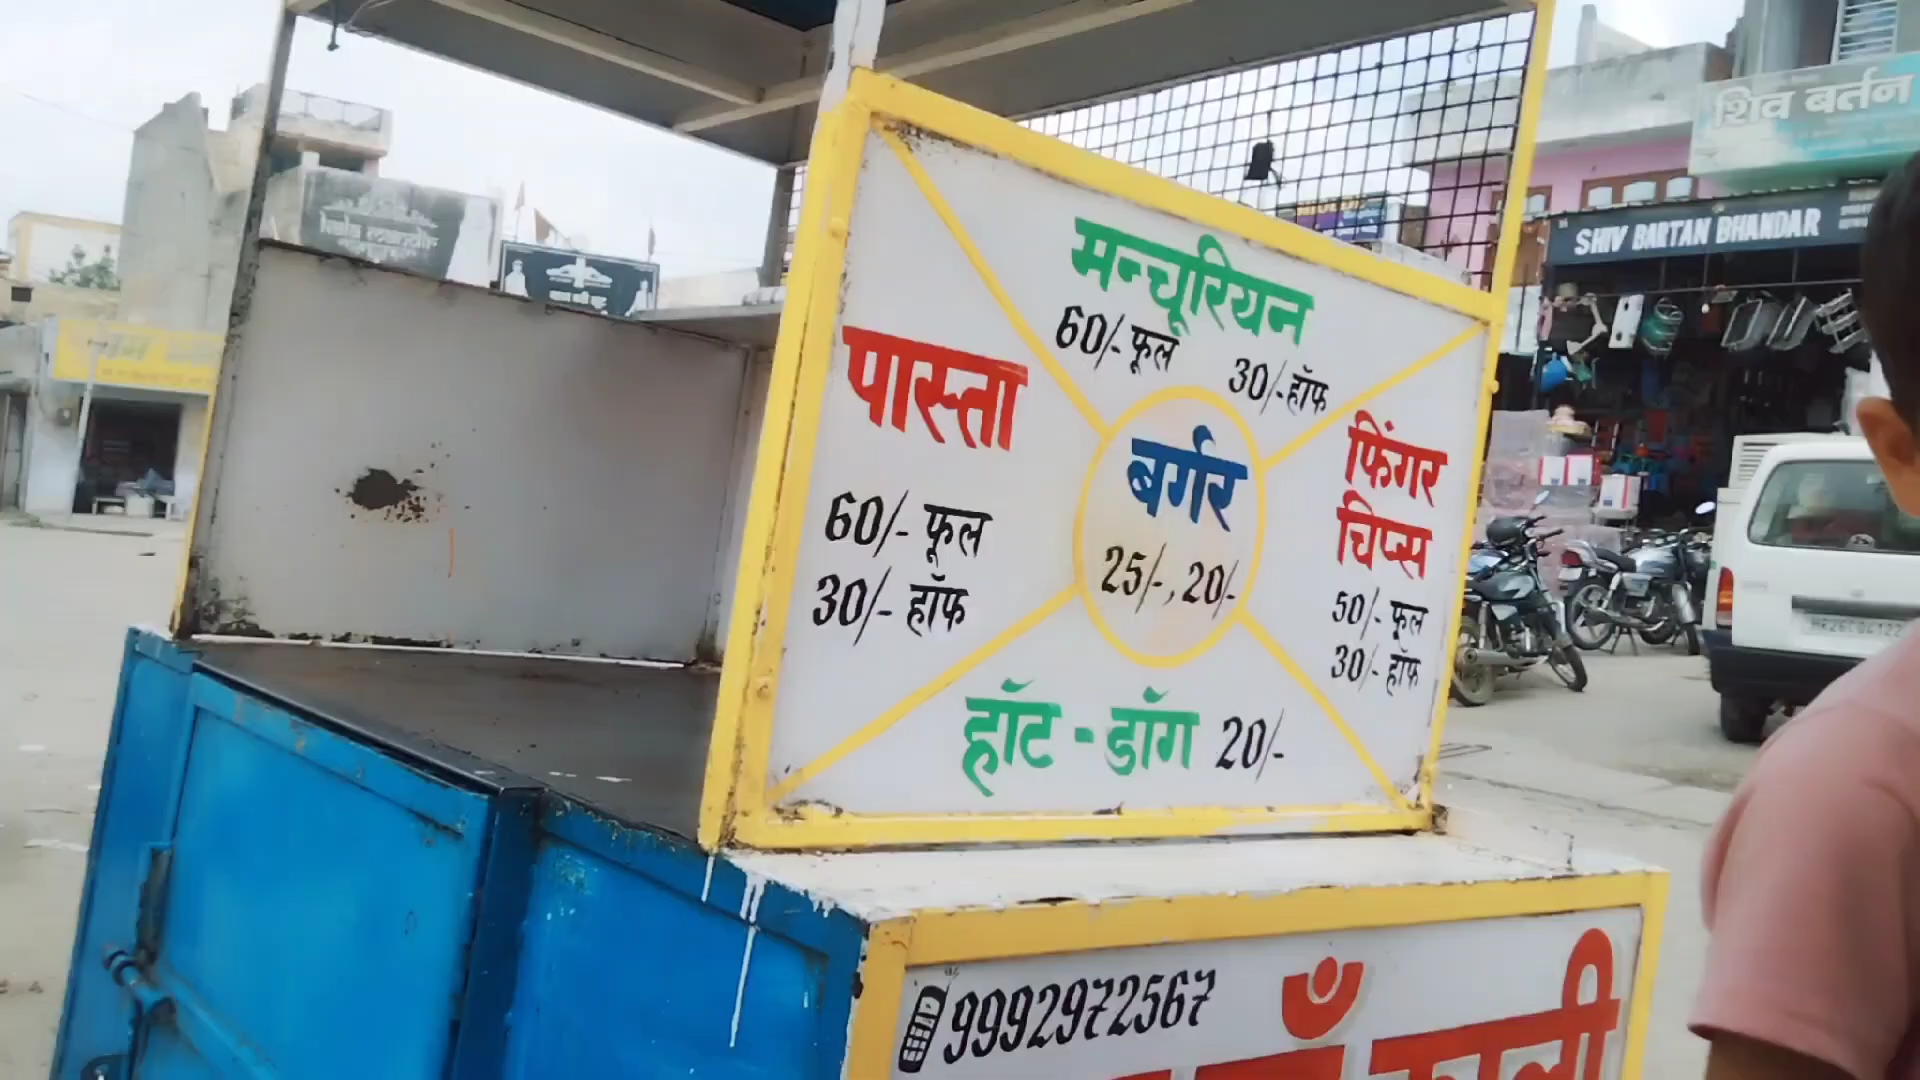 शिव बर्तन
SHIV BARTAN BHANDAR
मन्चूरियन
60/- फूल 30/- हॉफ
पास्ता
60/- फूल
30/- हॉफ
बर्गर
25/-, 20/-
फिंगर
चिप्स
50/- फूल
30/- हॉफ
हॉट - डॉग 20/-
9992972567
माँ काली